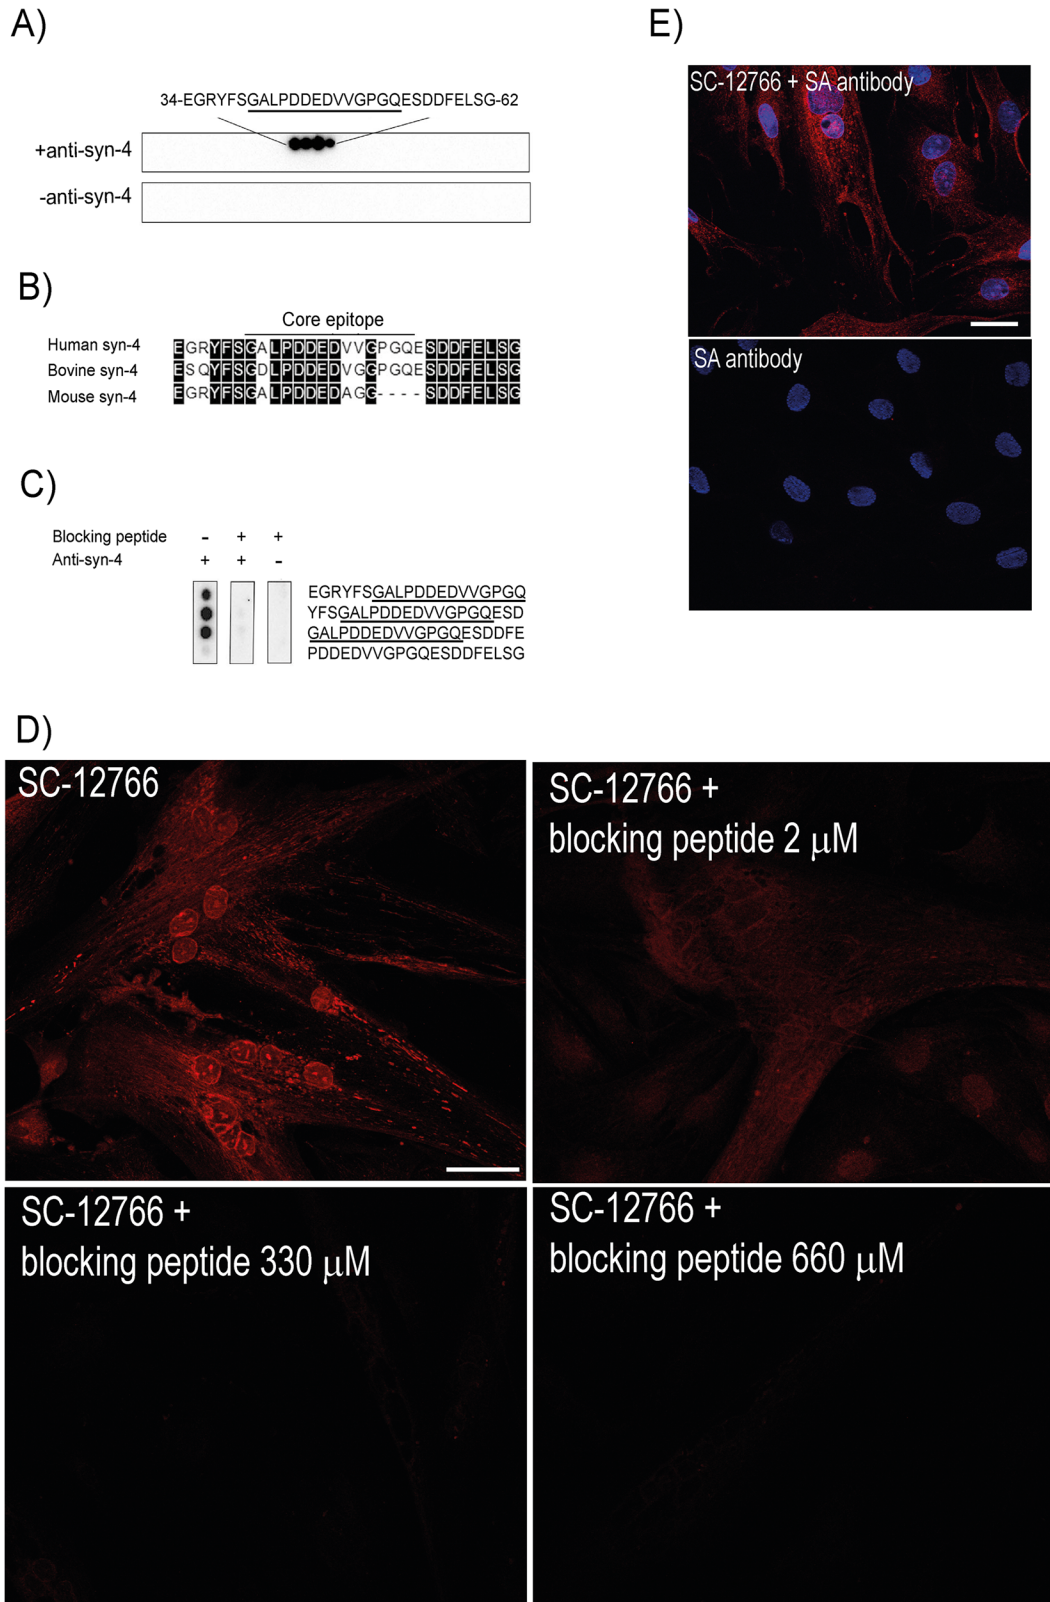 A)
34-EGRYFSGALPDDEDVVGPGQESDDFELSG-62
+anti-syn-4
-anti-syn-4
B)
Core epitope
Human syn-4 EGRYFSGALPDDEDVVGPGQESDDFELSG
Bovine syn-4 ESQYFSGDLPDDEDVGGPGQESDDFELSG
Mouse syn-4 EGRYFSGALPDDEDAGG----SDDFELSG
C)
Blocking peptide - + +
Anti-syn-4 + + -
EGRYFSGALPDDEDVVGPGQ
YFSGALPDDEDVVGPGQESD
GALPDDEDVVGPGQESDDFE
PDDEDVVGPGQESDDFELSG
D)
SC-12766
SC-12766 +
blocking peptide 2 µM
SC-12766 +
blocking peptide 330 µM
SC-12766 +
blocking peptide 660 µM
E)
SC-12766 + SA antibody
SA antibody